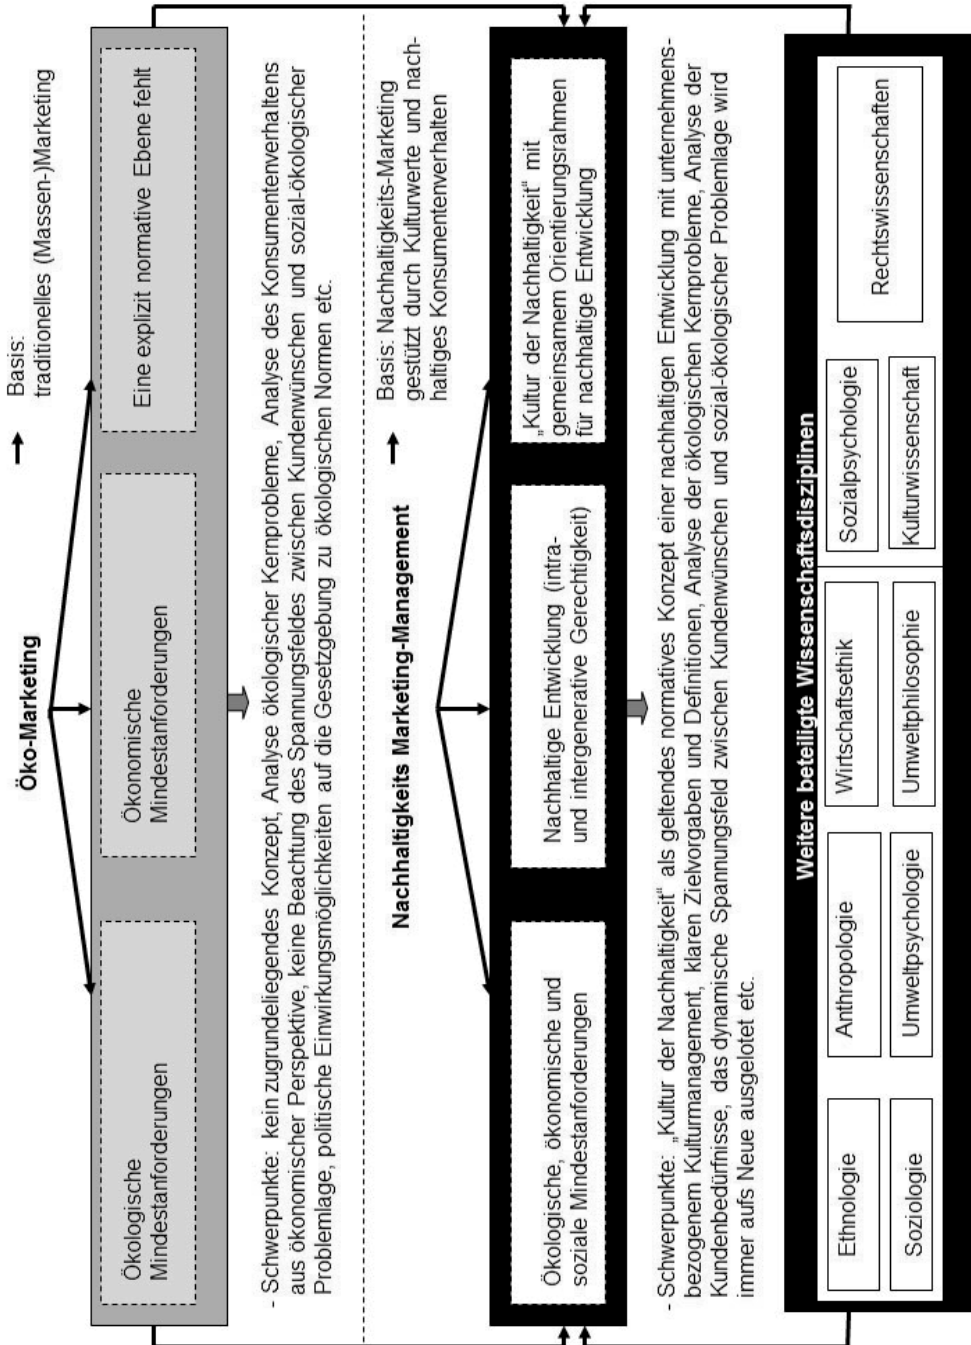 Öko-Marketing
Basis:
traditionelles (Massen-)Marketing
Ökologische
Mindestanforderungen
Ökonomische
Mindestanforderungen
Eine explizit normative Ebene fehlt
- Schwerpunkte: kein zugrundeliegendes Konzept, Analyse ökologischer Kernprobleme, Analyse des Konsumentenverhaltens
aus ökonomischer Perspektive, keine Beachtung des Spannungsfeldes zwischen Kundenwünschen und sozial-ökologischer
Problemlage, politische Einwirkungsmöglichkeiten auf die Gesetzgebung zu ökologischen Normen etc.
Nachhaltigkeits Marketing-Management
Basis: Nachhaltigkeits-Marketing
gestützt durch Kulturwerte und nach-
haltiges Konsumentenverhalten
Ökologische, ökonomische und
soziale Mindestanforderungen
Nachhaltige Entwicklung (intra-
und intergenerative Gerechtigkeit)
„Kultur der Nachhaltigkeit" mit
gemeinsamem Orientierungsrahmen
für nachhaltige Entwicklung
- Schwerpunkte: „Kultur der Nachhaltigkeit" als geltendes normatives Konzept einer nachhaltigen Entwicklung mit unternehmens-
bezogenem Kulturmanagement, klaren Zielvorgaben und Definitionen, Analyse der ökologischen Kernprobleme, Analyse der
Kundenbedürfnisse, das dynamische Spannungsfeld zwischen Kundenwünschen und sozial-ökologischer Problemlage wird
immer aufs Neue ausgelotet etc.
Weitere beteiligte Wissenschaftsdisziplinen
Ethnologie
Anthropologie
Wirtschaftsethik
Sozialpsychologie
Rechtswissenschaften
Soziologie
Umweltpsychologie
Umweltphilosophie
Kulturwissenschaft